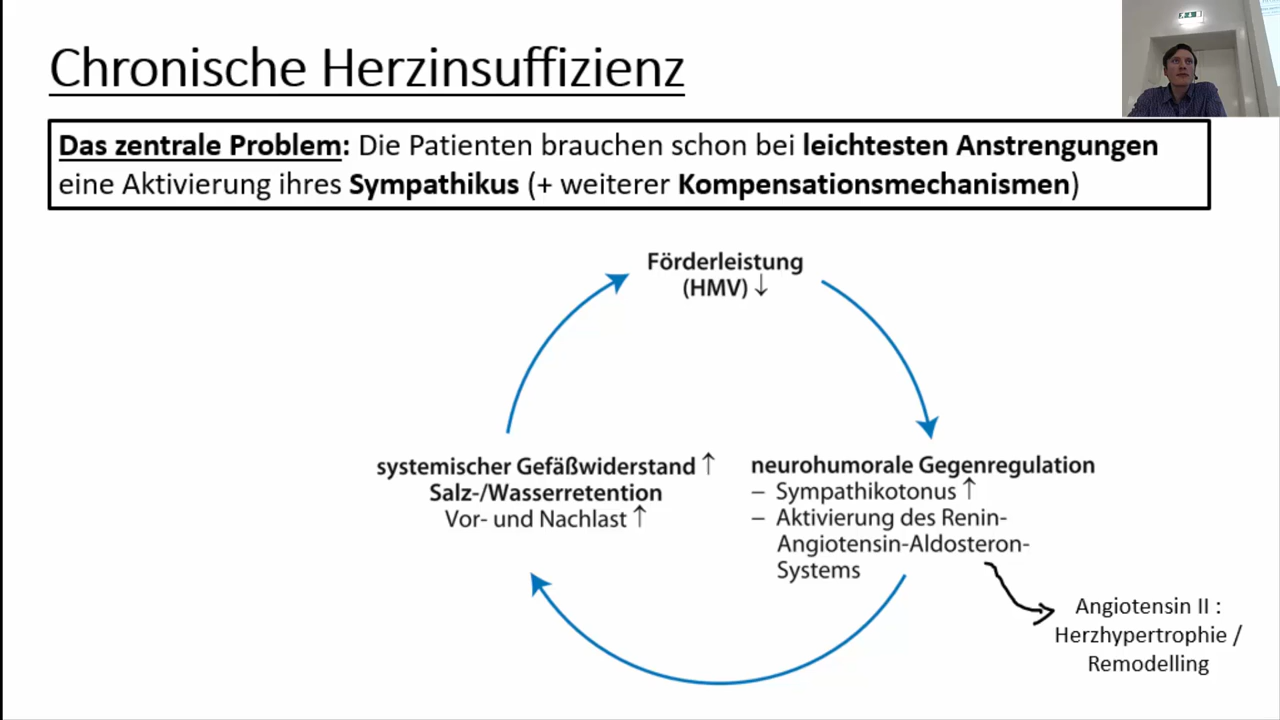 Chronische Herzinsuffizienz
Das zentrale Problem: Die Patienten brauchen schon bei leichtesten Anstrengungen
eine Aktivierung ihres Sympathikus (+ weiterer Kompensationsmechanismen)
Förderleistung
(HMV) ↓
neurohumorale Gegenregulation
– Sympathikotonus ↑
– Aktivierung des Renin-
Angiotensin-Aldosteron-
Systems
Angiotensin II :
Herzhypertrophie /
Remodelling
systemischer Gefäßwiderstand ↑
Salz-/Wasserretention
Vor- und Nachlast ↑